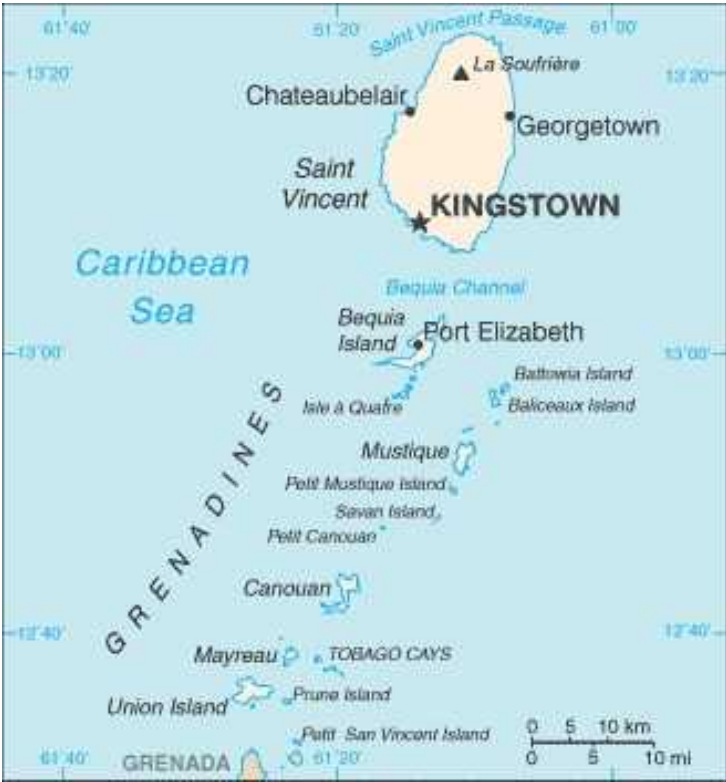 61°40'
61°20'
61°00'
Saint Vincent Passage
13°20'
La Soufrière
13°20'
Chateaubelair
Georgetown
Saint
Vincent
KINGSTOWN
Caribbean
Sea
Bequia Channel
Bequia
Island
Port Elizabeth
13°00'
13°00'
Battowia Island
Baliceaux Island
Isle à Quatre
GRENADINES
Mustique
Petit Mustique Island
Savan Island
Petit Canouan
Canouan
12°40'
12°40'
Mayreau
TOBAGO CAYS
Union Island
Prune Island
Petit San Vincent Island
0 5 10 km
0 5 10 mi
61°40'
GRENADA
61°20'